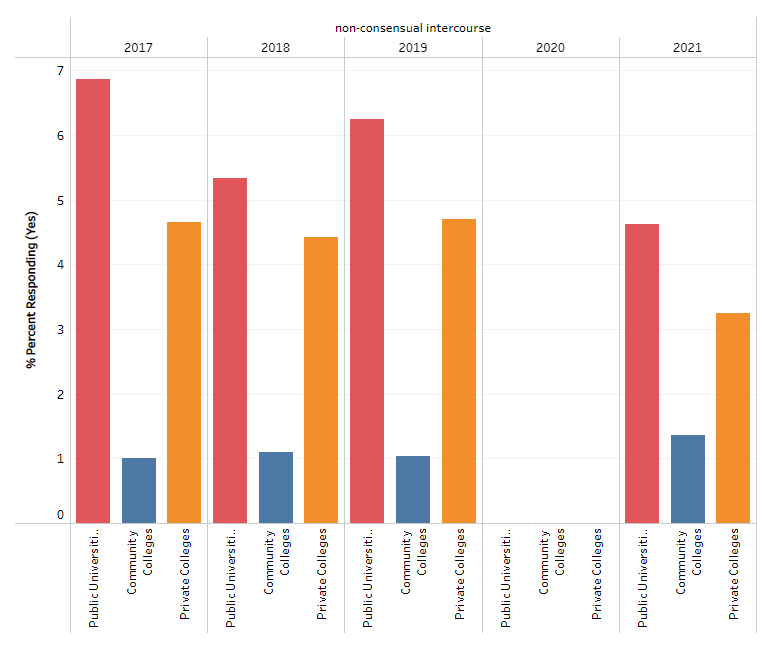 non-consensual intercourse
2017 2018 2019 2020 2021
% Percent Responding (Yes)
7
6
5
4
3
2
1
0
Public Universiti..
Community
Colleges
Private Colleges
Public Universiti..
Community
Colleges
Private Colleges
Public Universiti..
Community
Colleges
Private Colleges
Public Universiti..
Community
Colleges
Private Colleges
Public Universiti..
Community
Colleges
Private Colleges